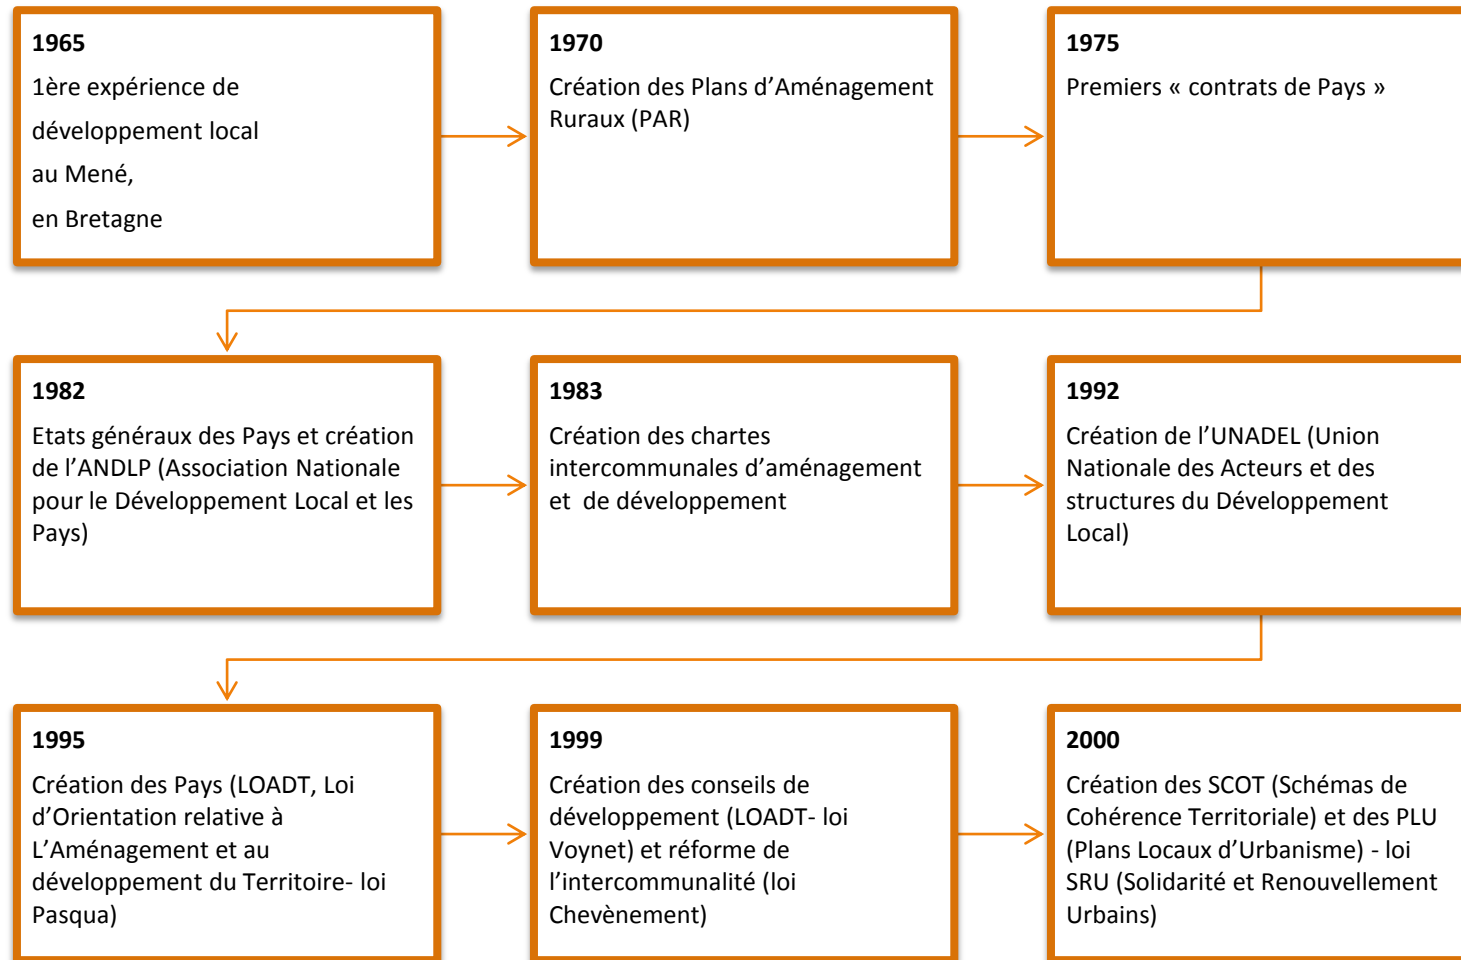 1965
1ère expérience de
développement local
au Mené,
en Bretagne
1970
Création des Plans d’Aménagement
Ruraux (PAR)
1975
Premiers « contrats de Pays »
1982
Etats généraux des Pays et création
de l’ANDLP (Association Nationale
pour le Développement Local et les
Pays)
1983
Création des chartes
intercommunales d’aménagement
et  de développement
1992
Création de l’UNADEL (Union
Nationale des Acteurs et des
structures du Développement
Local)
1995
Création des Pays (LOADT, Loi
d’Orientation relative à
L’Aménagement et au
développement du Territoire- loi
Pasqua)
1999
Création des conseils de
développement (LOADT- loi
Voynet) et réforme de
l’intercommunalité (loi
Chevènement)
2000
Création des SCOT (Schémas de
Cohérence Territoriale) et des PLU
(Plans Locaux d’Urbanisme) - loi
SRU (Solidarité et Renouvellement
Urbains)